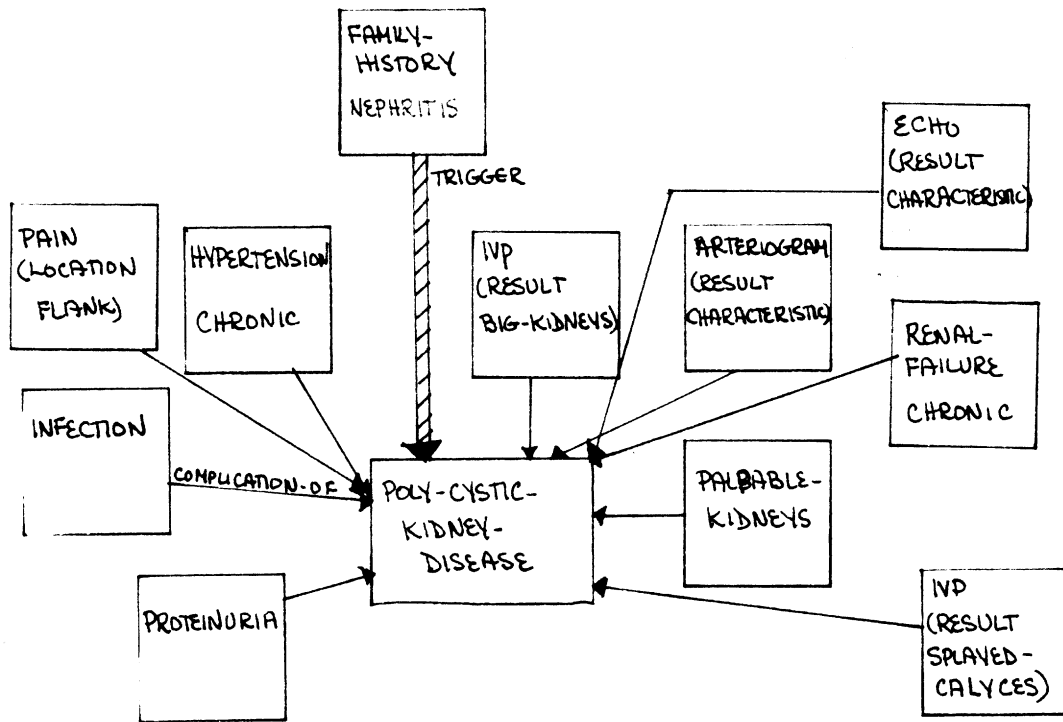 FAMILY-
HISTORY
NEPHRITIS
TRIGGER
ECHO
(RESULT
CHARACTERISTIC)
PAIN
(LOCATION
FLANK)
HYPERTENSION
CHRONIC
IVP
(RESULT
BIG-KIDNEYS)
ARTERIOGRAM
(RESULT
CHARACTERISTIC)
RENAL-
FAILURE
CHRONIC
INFECTION
COMPLICATION-OF
POLY-CYSTIC-
KIDNEY-
DISEASE
PALBABLE-
KIDNEYS
PROTEINURIA
IVP
(RESULT
SPLAYED-
CALYCES)